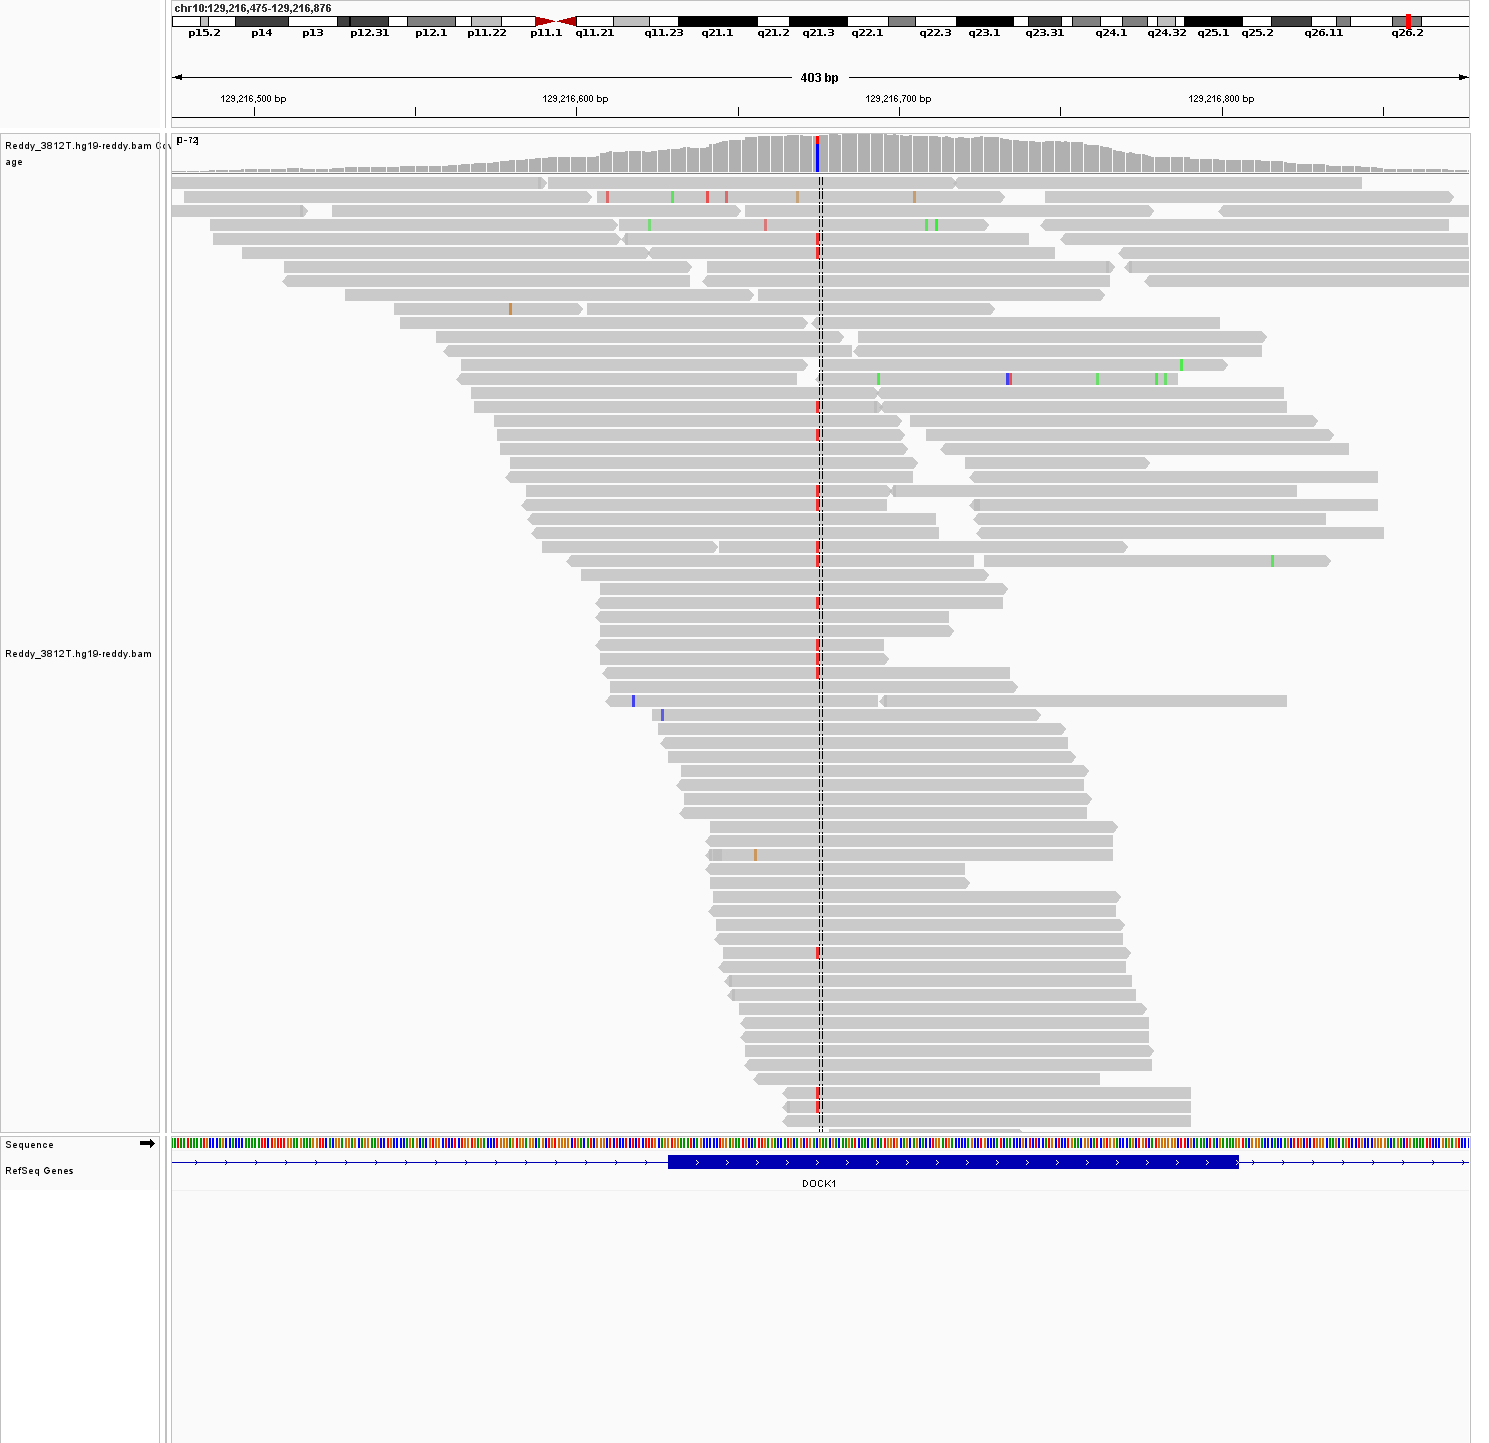 chr10:129,216,475-129,216,876
p15.2 p14 p13 p12.31 p12.1 p11.22 p11.1 q11.21 q11.23 q21.1 q21.2 q21.3 q22.1 q22.3 q23.1 q23.31 q24.1 q24.32 q25.1 q25.2 q26.11 q26.2
403 bp
129,216,500 bp 129,216,600 bp 129,216,700 bp 129,216,800 bp
[0-72]
Reddy_3812T.hg19-reddy.bam Cov
age
Reddy_3812T.hg19-reddy.bam
Sequence
RefSeq Genes
DOCK1